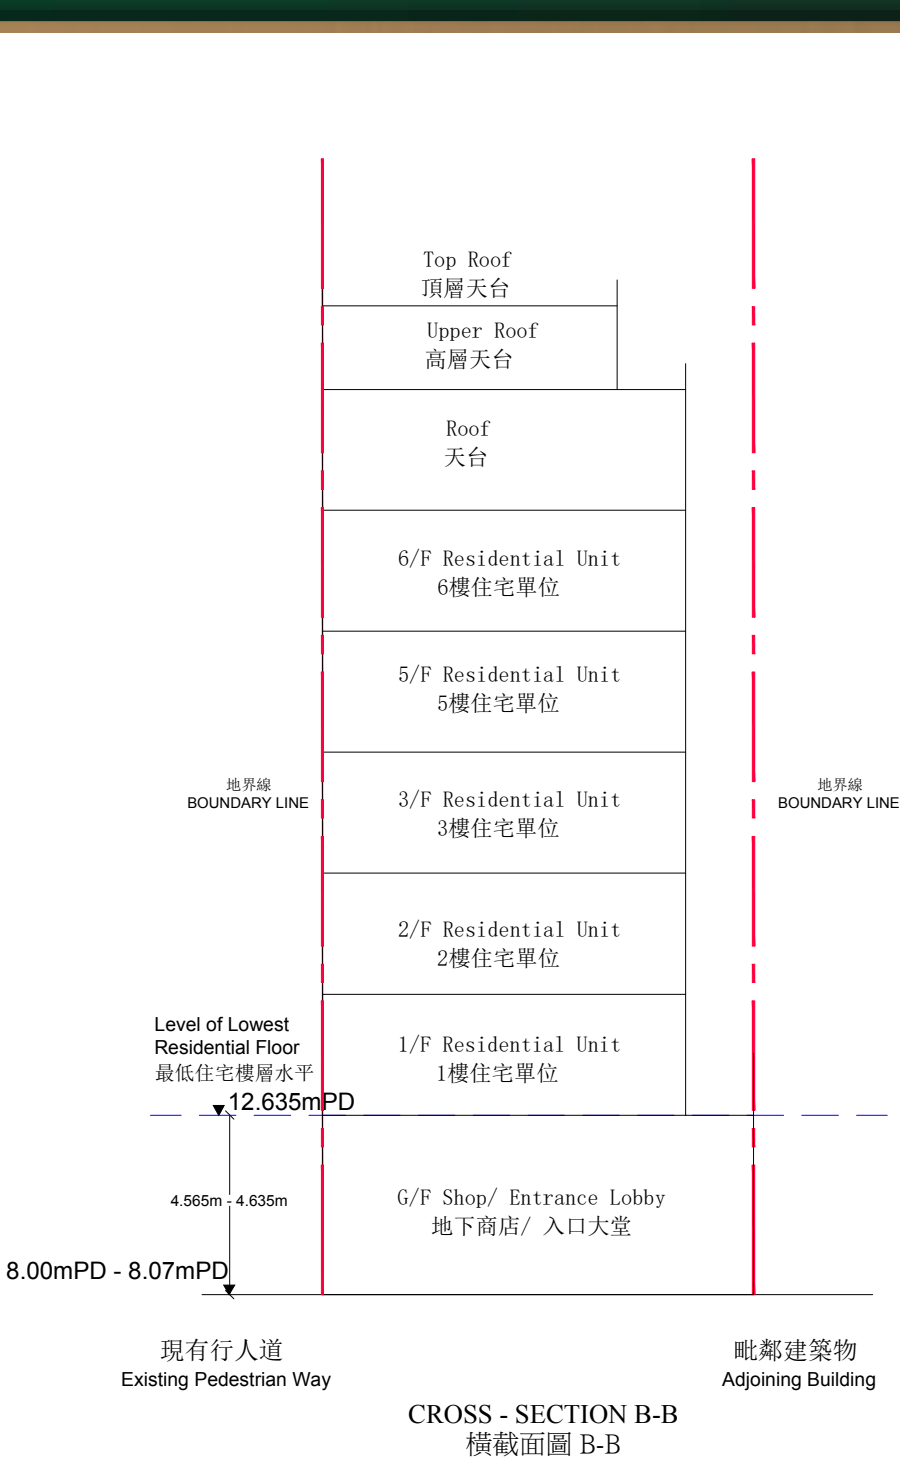 Top Roof
頂層天台
Upper Roof
高層天台
Roof
天台
6/F Residential Unit
6樓住宅單位
5/F Residential Unit
5樓住宅單位
地界線
BOUNDARY LINE
3/F Residential Unit
3樓住宅單位
地界線
BOUNDARY LINE
2/F Residential Unit
2樓住宅單位
Level of Lowest
Residential Floor
最低住宅樓層水平
12.635mPD
1/F Residential Unit
1樓住宅單位
4.565m - 4.635m
G/F Shop/ Entrance Lobby
地下商店/ 入口大堂
8.00mPD - 8.07mPD
現有行人道
Existing Pedestrian Way
毗鄰建築物
Adjoining Building
CROSS - SECTION B-B
橫截面圖 B-B